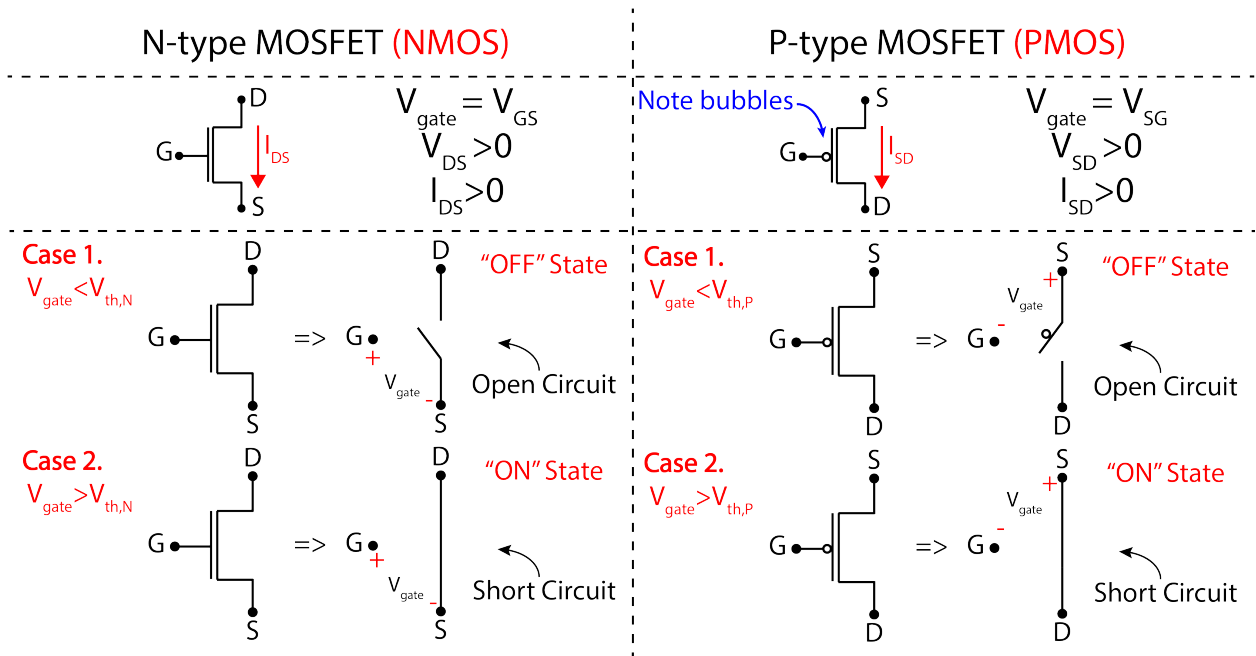 N-type MOSFET (NMOS)
D
G
I_DS
S
V_gate = V_GS
V_DS >0
I_DS>0
P-type MOSFET (PMOS)
Note bubbles
S
G
I_SD
D
V_gate = V_SG
V_SD >0
I_SD>0
Case 1.
V_gate<V_th,N
D
G
S
=>
D
G
+
V_gate
-
S
"OFF" State
Open Circuit
Case 2.
V_gate>V_th,N
D
G
S
=>
D
G
+
V_gate
-
S
"ON" State
Short Circuit
Case 1.
V_gate<V_th,P
S
G
D
=>
S
+
V_gate
-
G
D
"OFF" State
Open Circuit
Case 2.
V_gate>V_th,P
S
G
D
=>
S
+
V_gate
-
G
D
"ON" State
Short Circuit